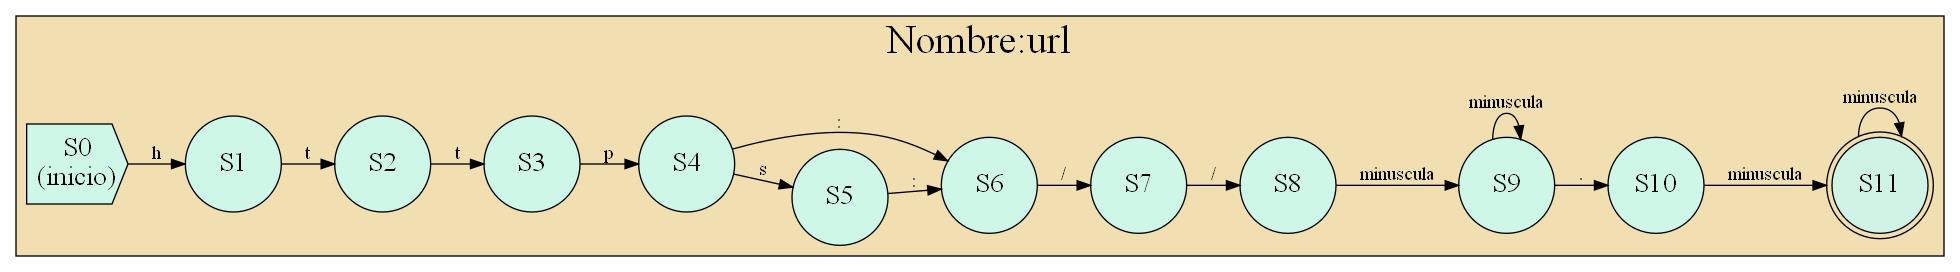 Nombre:url
S0
(inicio)
h
S1
t
S2
t
S3
p
S4
:
s
S5
:
S6
/
S7
/
S8
minuscula
S9
minuscula
.
S10
minuscula
S11
minuscula